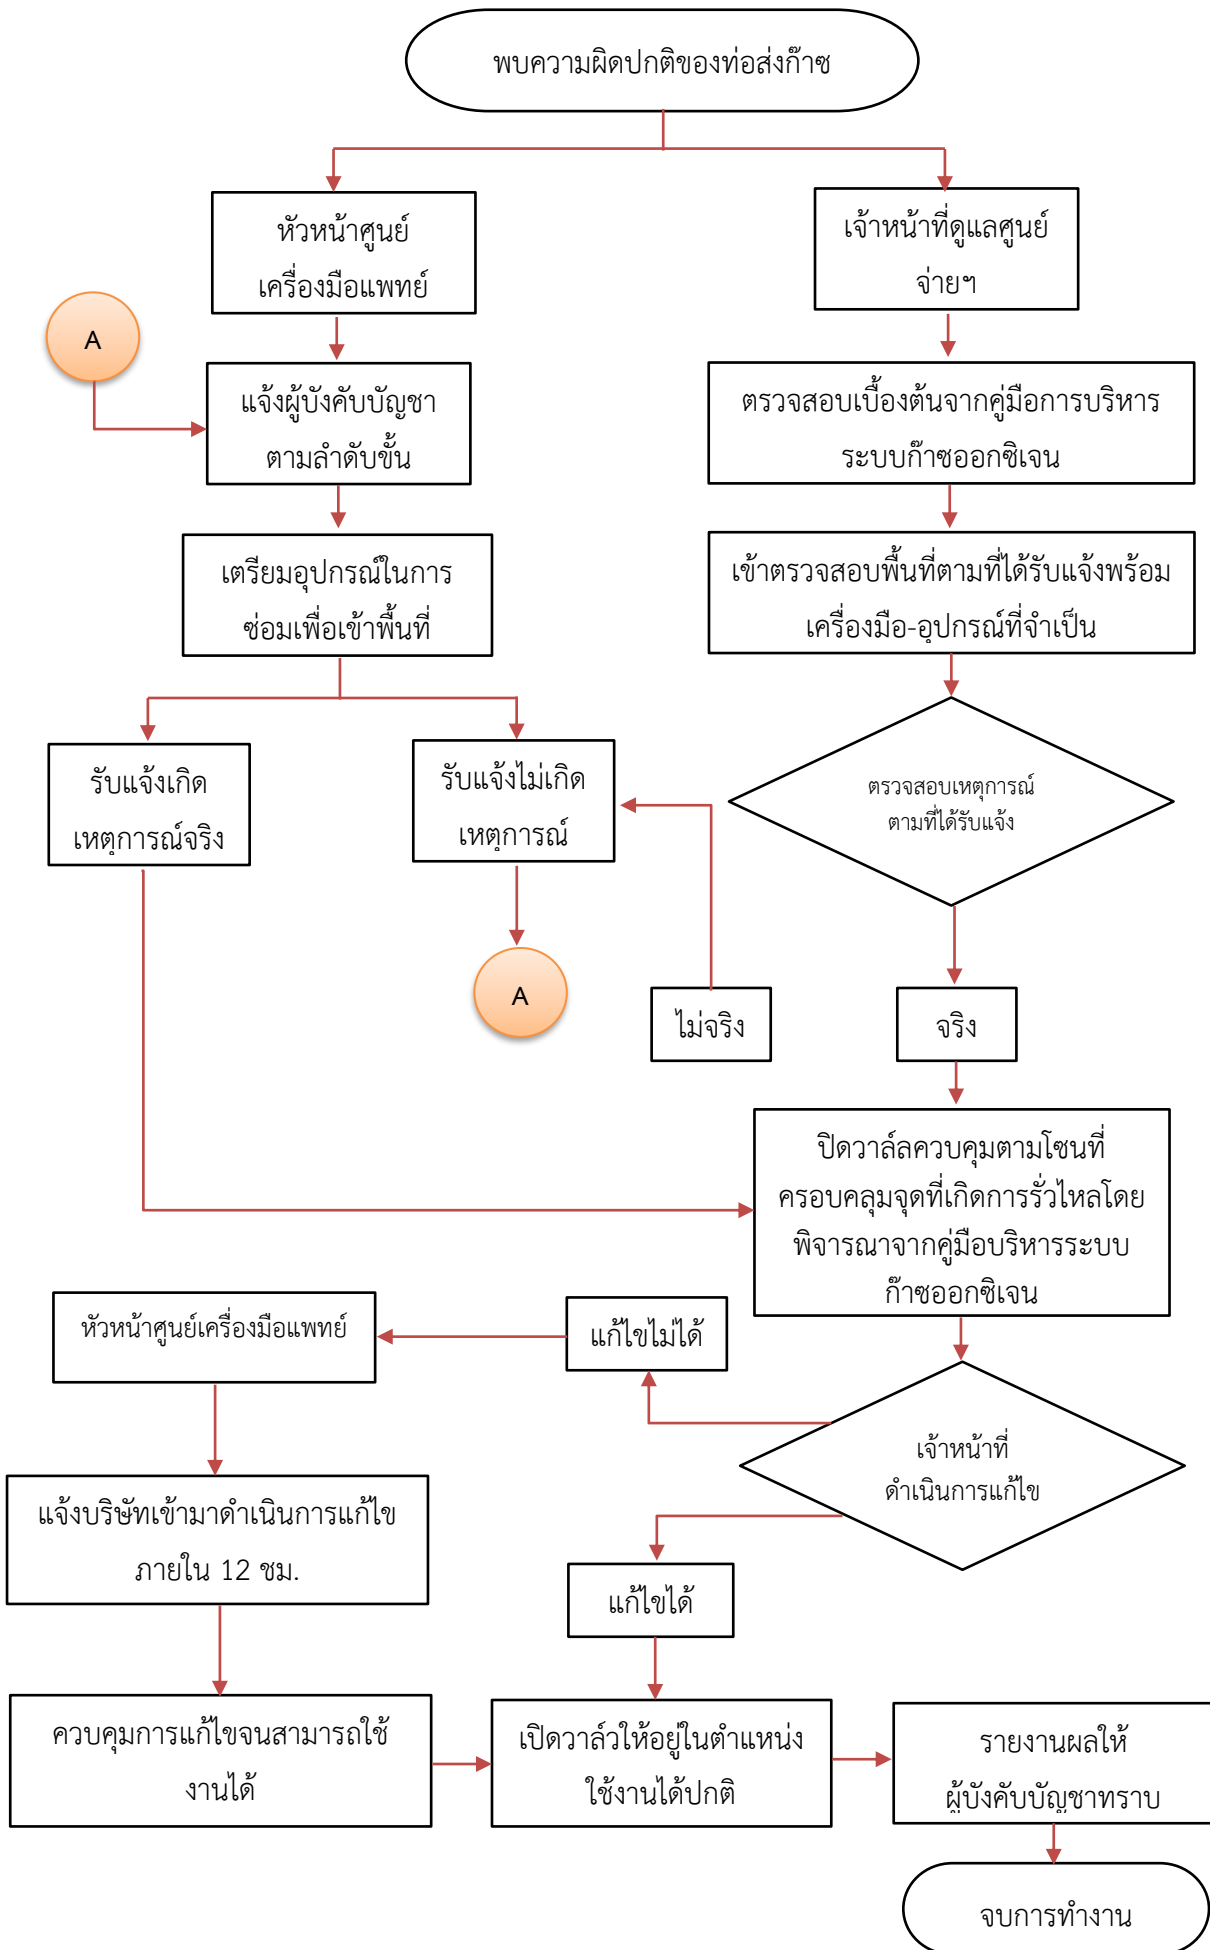 พบความผิดปกติของท่อส่งก๊าซ
หัวหน้าศูนย์
เครื่องมือแพทย์
เจ้าหน้าที่ดูแลศูนย์
จ่ายฯ
A
แจ้งผู้บังคับบัญชา
ตามลำดับขั้น
ตรวจสอบเบื้องต้นจากคู่มือการบริหาร
ระบบก๊าซออกซิเจน
เตรียมอุปกรณ์ในการ
ซ่อมเพื่อเข้าพื้นที่
เข้าตรวจสอบพื้นที่ตามที่ได้รับแจ้งพร้อม
เครื่องมือ-อุปกรณ์ที่จำเป็น
รับแจ้งเกิด
เหตุการณ์จริง
รับแจ้งไม่เกิด
เหตุการณ์
ตรวจสอบเหตุการณ์
ตามที่ได้รับแจ้ง
A
ไม่จริง
จริง
ปิดวาล์ลควบคุมตามโซนที่
ครอบคลุมจุดที่เกิดการรั่วไหลโดย
พิจารณาจากคู่มือบริหารระบบ
ก๊าซออกซิเจน
หัวหน้าศูนย์เครื่องมือแพทย์
แก้ไขไม่ได้
เจ้าหน้าที่
ดำเนินการแก้ไข
แจ้งบริษัทเข้ามาดำเนินการแก้ไข
ภายใน 12 ชม.
แก้ไขได้
ควบคุมการแก้ไขจนสามารถใช้
งานได้
เปิดวาล์วให้อยู่ในตำแหน่ง
ใช้งานได้ปกติ
รายงานผลให้
ผู้บังคับบัญชาทราบ
จบการทำงาน